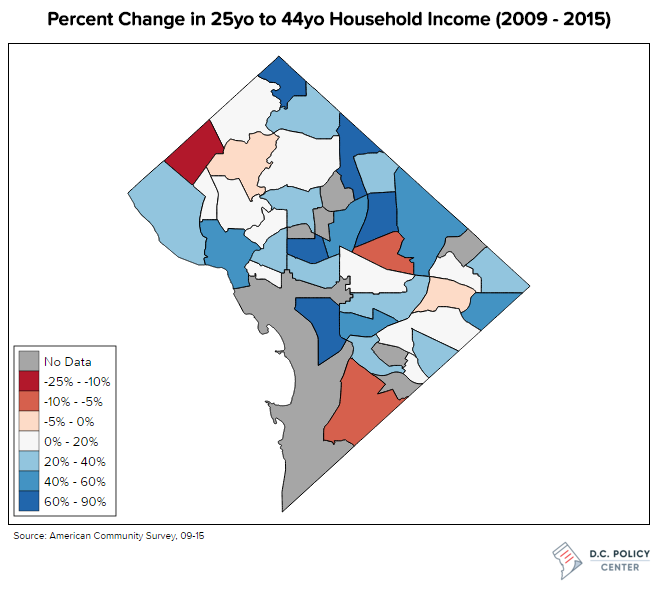 Percent Change in 25yo to 44yo Household Income (2009 - 2015)
No Data
-25% - -10%
-10% - -5%
-5% - 0%
0% - 20%
20% - 40%
40% - 60%
60% - 90%
Source: American Community Survey, 09-15
D.C. POLICY
CENTER